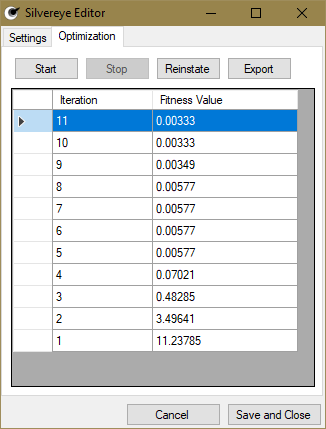 Silvereye Editor
Settings Optimization
Start Stop Reinstate Export
Iteration Fitness Value
11 0.00333
10 0.00333
9 0.00349
8 0.00577
7 0.00577
6 0.00577
5 0.00577
4 0.07021
3 0.48285
2 3.49641
1 11.23785
Cancel Save and Close